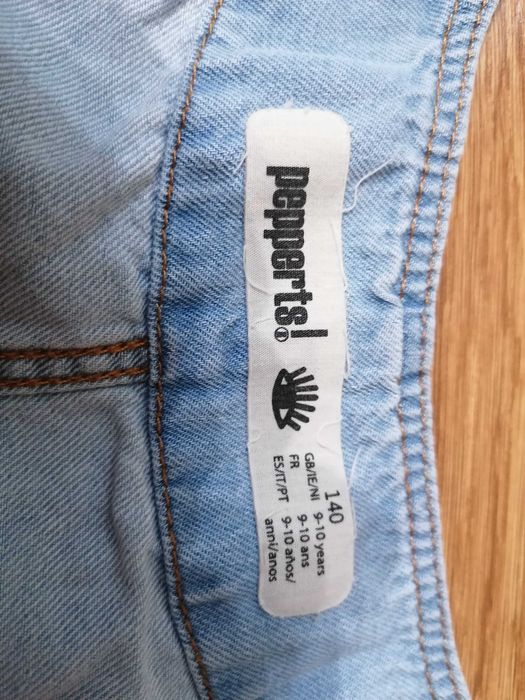 pepperts!®
140
GB/IE/NI 9-10 years
FR 9-10 ans
ES/IT/PT 9-10 años/
anni/anos